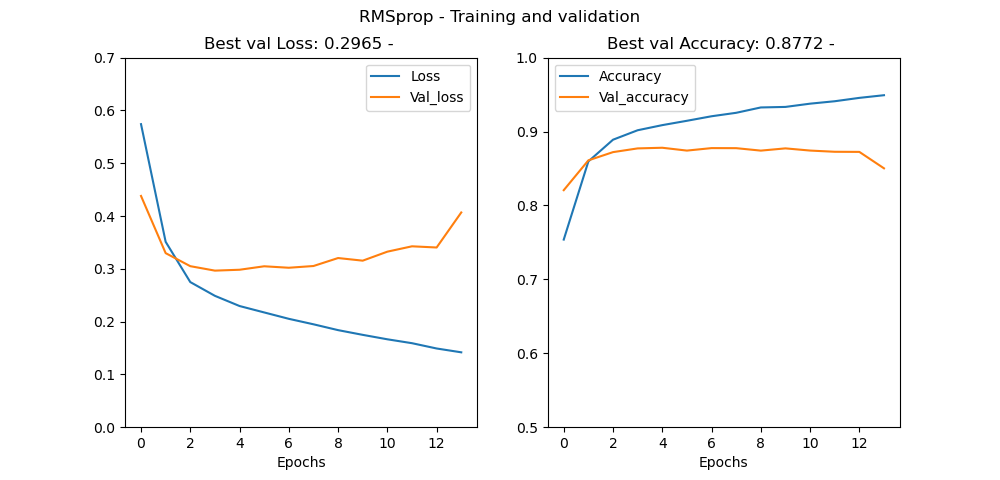 RMSprop - Training and validation
Best val Loss: 0.2965 -
0.7
0.6
0.5
0.4
0.3
0.2
0.1
0.0
Loss
Val_loss
0 2 4 6 8 10 12
Epochs
Best val Accuracy: 0.8772 -
1.0
0.9
0.8
0.7
0.6
0.5
Accuracy
Val_accuracy
0 2 4 6 8 10 12
Epochs